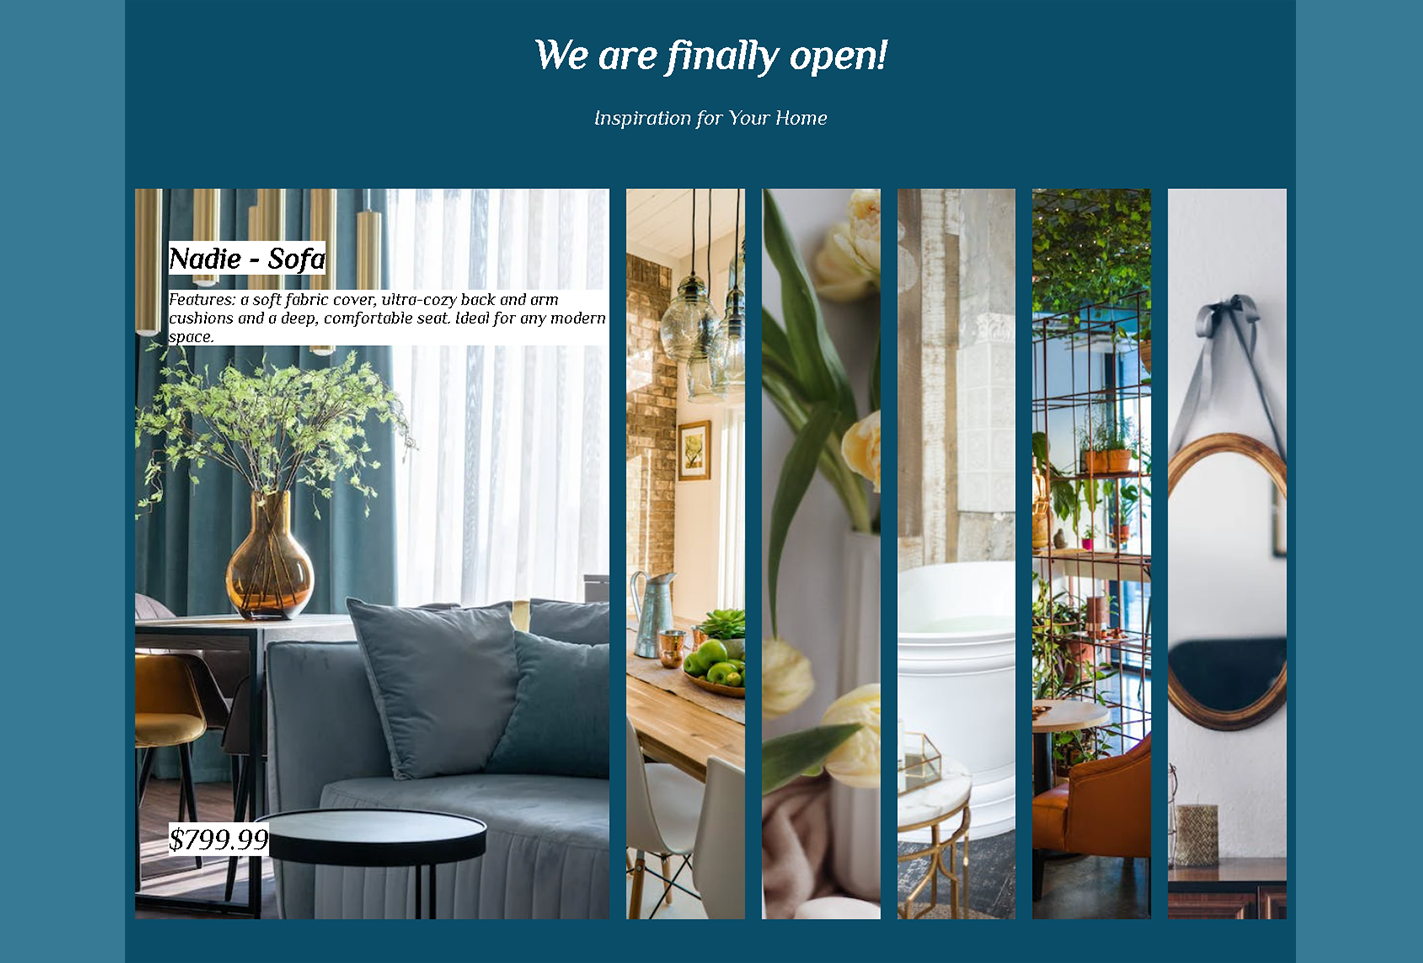 We are finally open!
Inspiration for Your Home
Nadie - Sofa
Features: a soft fabric cover, ultra-cozy back and arm
cushions and a deep, comfortable seat. Ideal for any modern
space.
$799.99